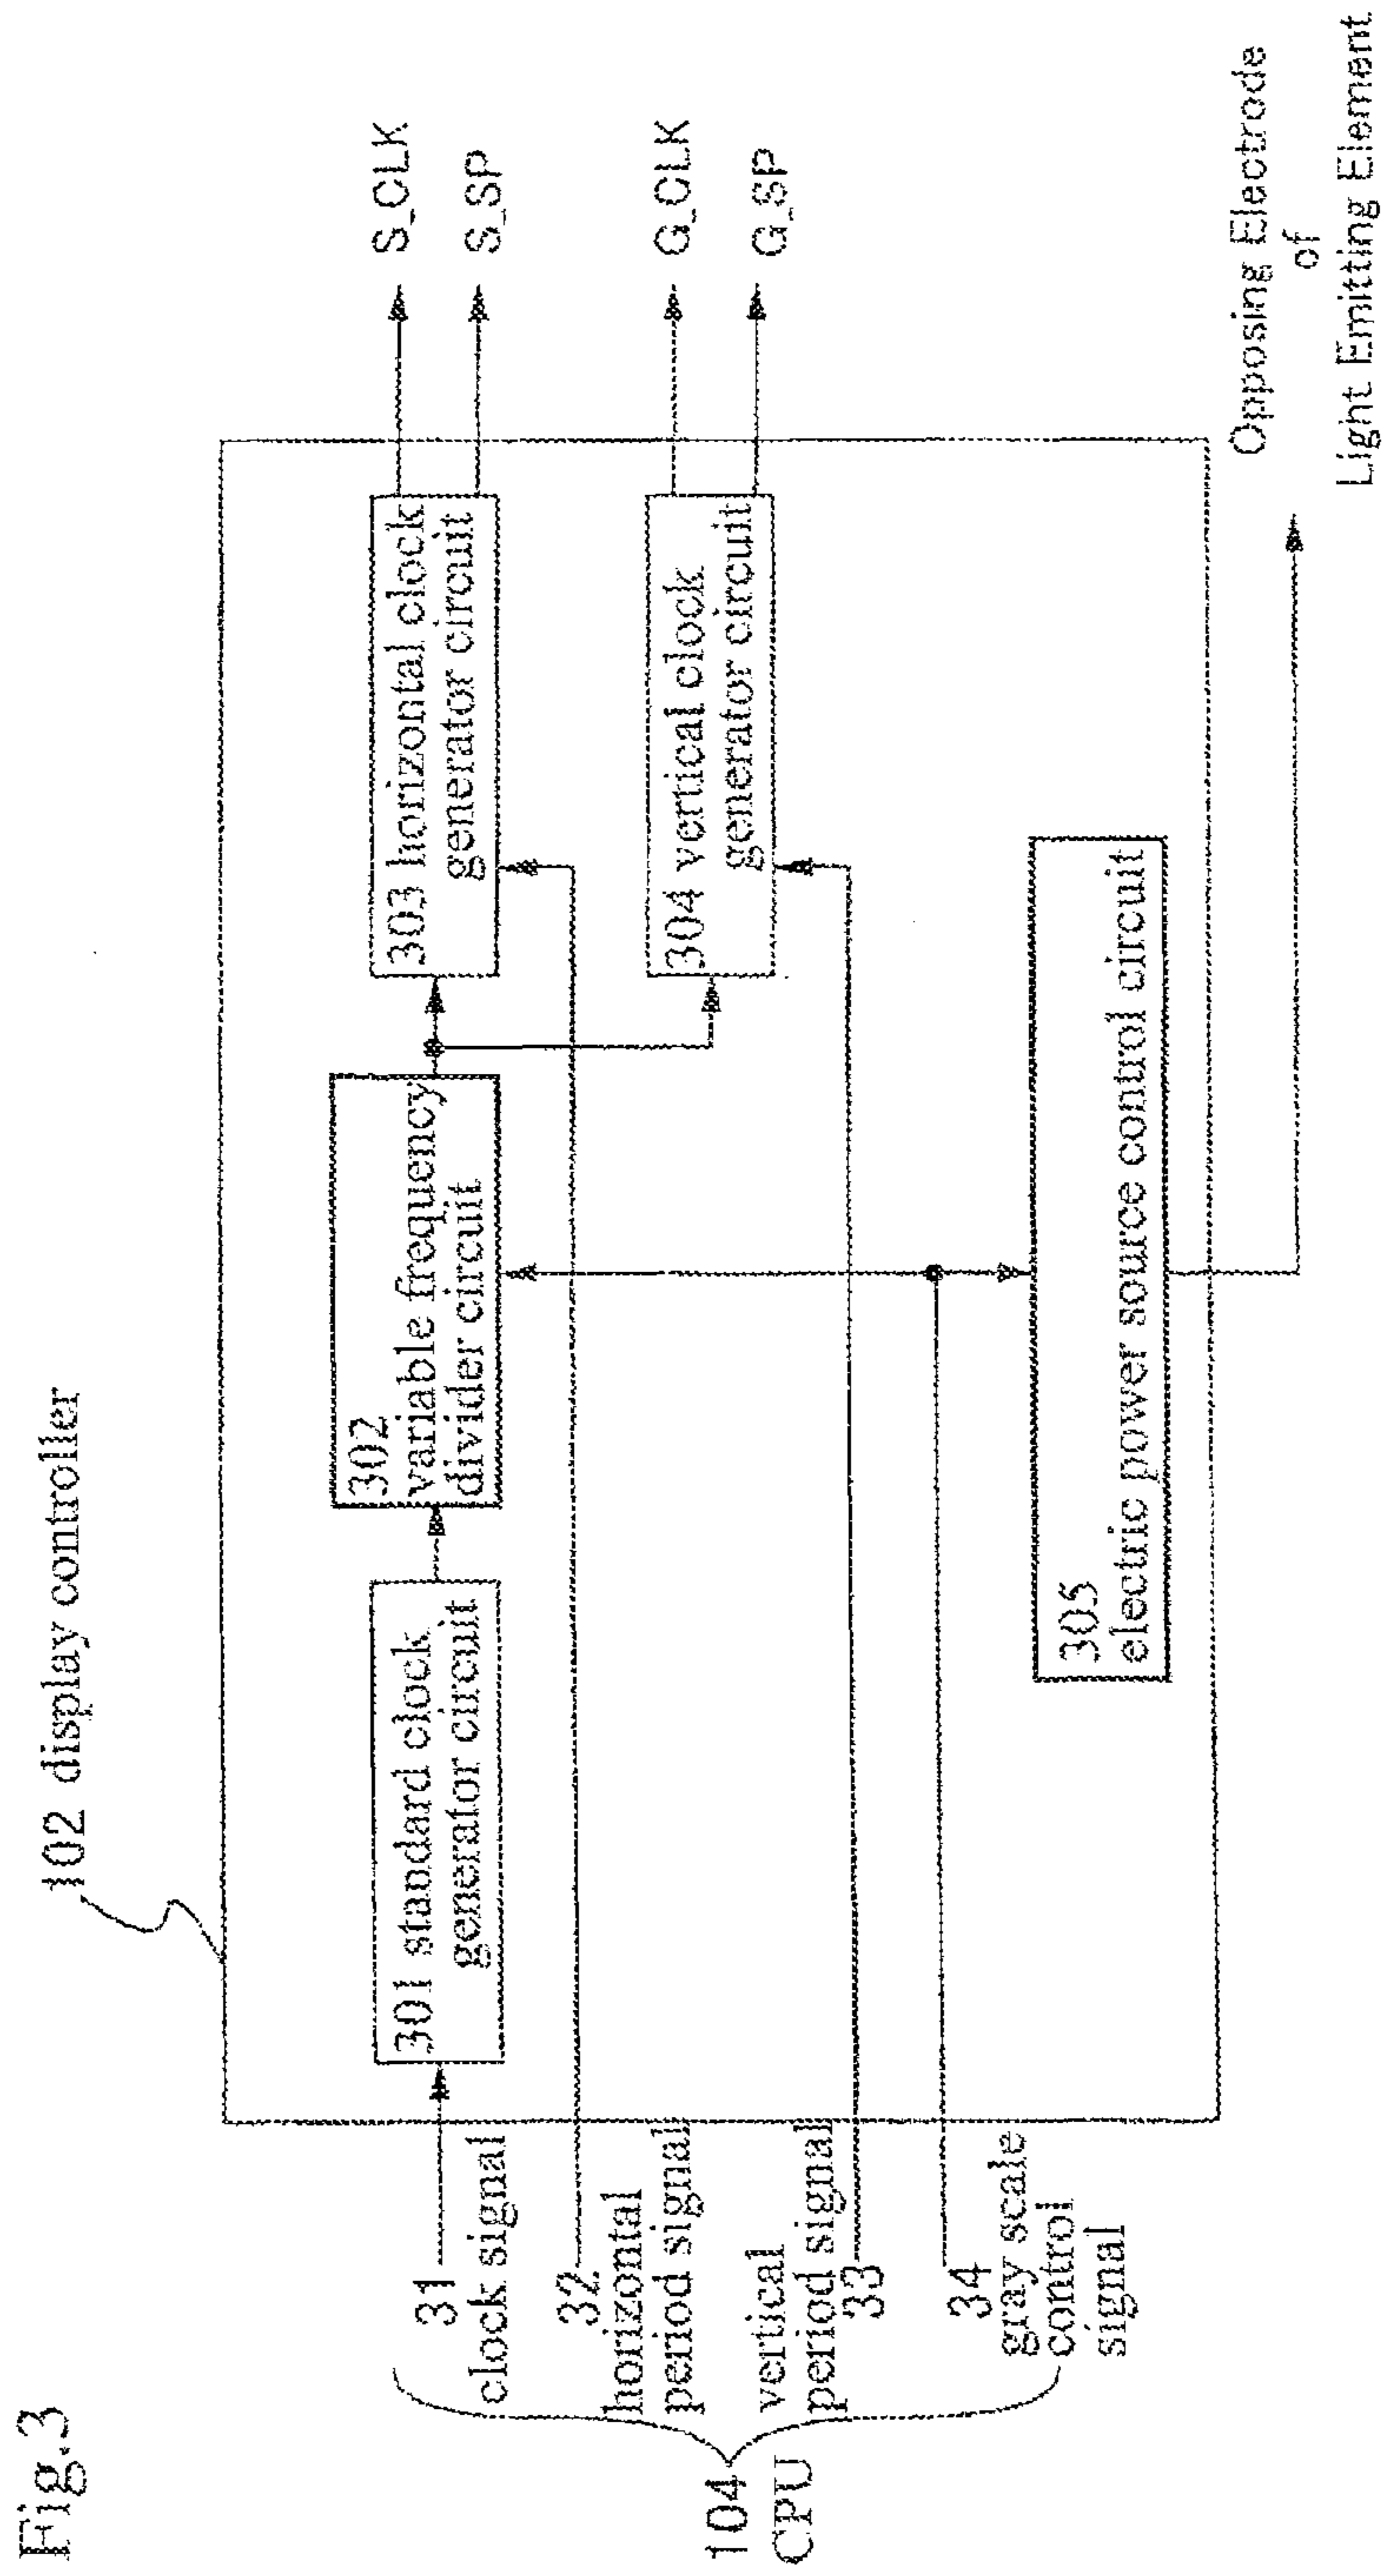 Fig.3
102 display controller
301 standard clock
generator circuit
302
variable frequency
divider circuit
303 horizontal clock
generator circuit
304 vertical clock
generator circuit
305
electric power source control circuit
S_CLK
S_SP
G_CLK
G_SP
Opposing Electrode
of
Light Emitting Element
31
clock signal
32
horizontal
period signal
vertical
period signal
33
34
gray scale
control
signal
104
CPU